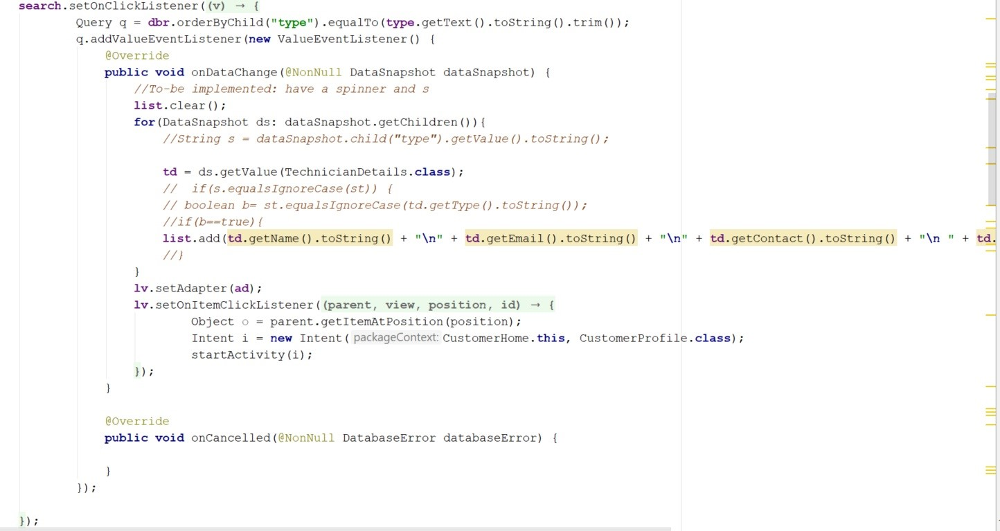 search.setOnClickListener((v) → {
Query q = dbr.orderByChild("type").equalTo(type.getText().toString().trim());
q.addValueEventListener(new ValueEventListener() {
@Override
public void onDataChange(@NonNull DataSnapshot dataSnapshot) {
//To-be implemented: have a spinner and s
list.clear();
for(DataSnapshot ds: dataSnapshot.getChildren()){
//String s = dataSnapshot.child("type").getValue().toString();
td = ds.getValue(TechnicianDetails.class);
//  if(s.equalsIgnoreCase(st)) {
// boolean b= st.equalsIgnoreCase(td.getType().toString());
//if(b==true){
list.add(td.getName().toString() + "\n" + td.getEmail().toString() + "\n" + td.getContact().toString() + "\n " + td.
//}
}
lv.setAdapter(ad);
lv.setOnItemClickListener((parent, view, position, id) → {
Object o = parent.getItemAtPosition(position);
Intent i = new Intent( packageContext: CustomerHome.this, CustomerProfile.class);
startActivity(i);
});
}
@Override
public void onCancelled(@NonNull DatabaseError databaseError) {
}
});
});